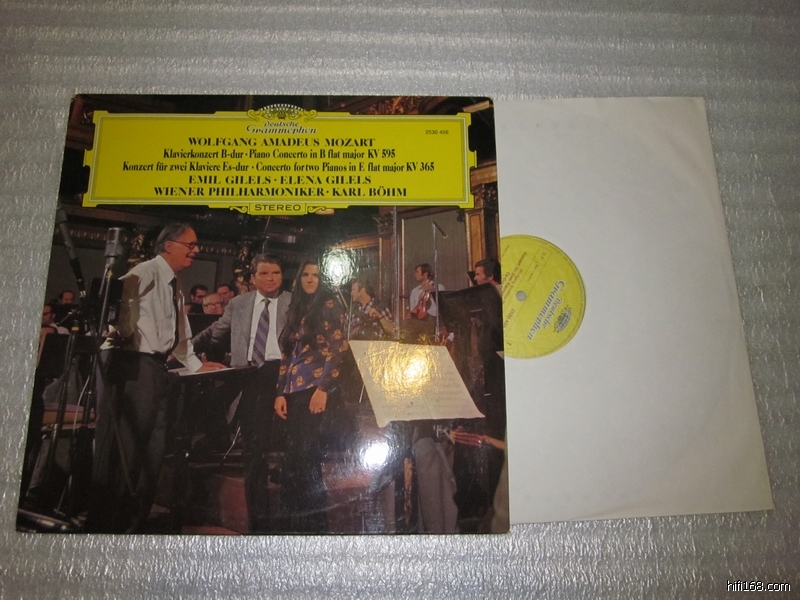 Deutsche
Grammophon
2530 456
WOLFGANG AMADEUS MOZART
Klavierkonzert B-dur · Piano Concerto in B flat major KV 595
Konzert für zwei Klaviere Es-dur · Concerto for two Pianos in E flat major KV 365
EMIL GILELS · ELENA GILELS
WIENER PHILHARMONIKER · KARL BÖHM
STEREO
Deutsche
Grammophon
hifi168.com